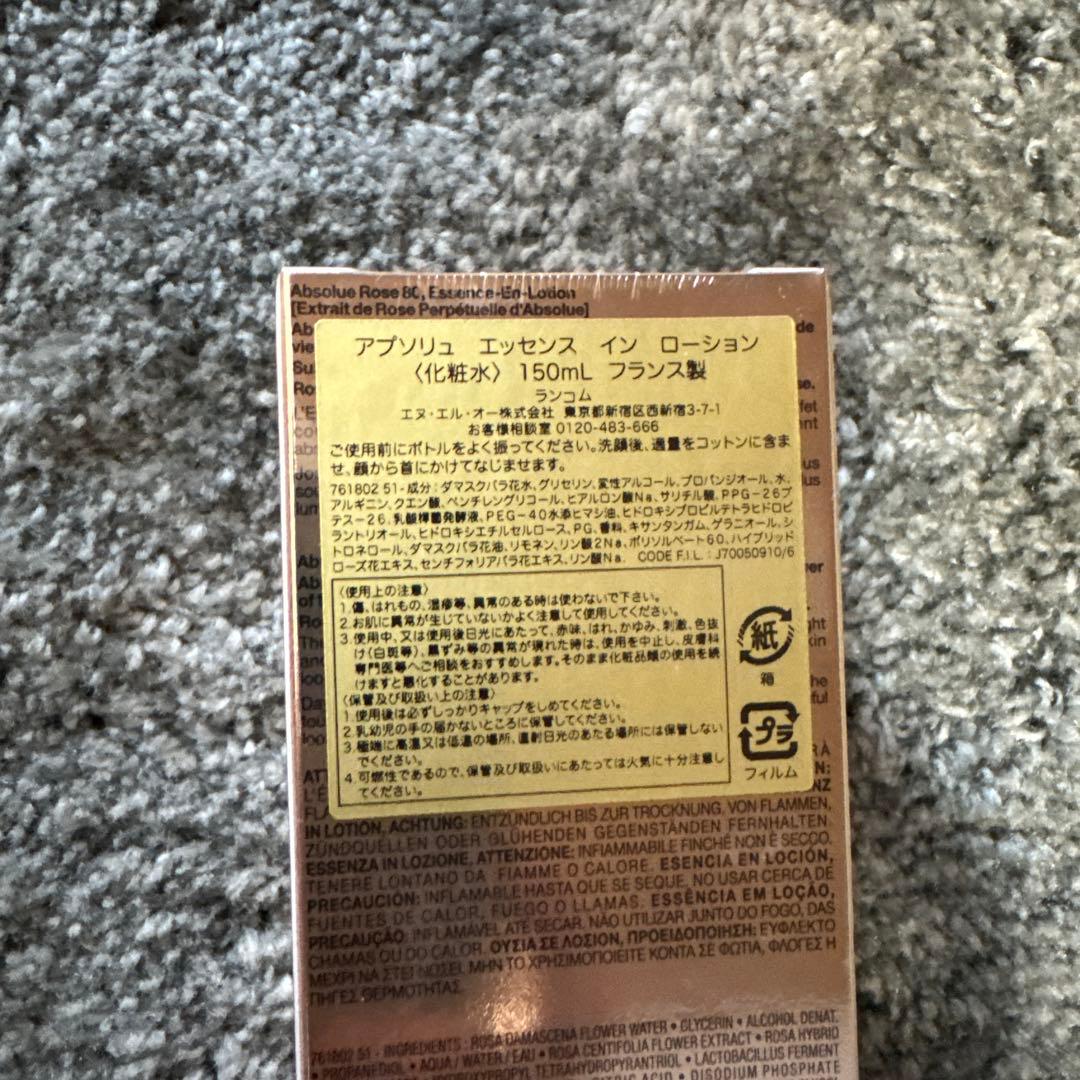 Absolue Rose 80, Essence-En-Lotion
[Extrait de Rose Perpétuelle d'Absolue]
アプソリュ エッセンス イン ローション
〈化粧水〉 150mL フランス製
ランコム
エヌ・エル・オー株式会社 東京都新宿区西新宿3-7-1
お客様相談室 0120-483-666
ご使用前にボトルをよく振ってください。洗顔後、適量をコットンに含ま
せ、顔から首にかけてなじませます。
761802 51 - 成分 : ダマスクバラ花水、グリセリン、変性アルコール、プロパンジオール、水、
アルギニン、クエン酸、ペンチレングリコール、ヒアルロン酸Na、サリチル酸、PPG-26ブ
テス-26、乳酸桿菌発酵液、PEG-40水添ヒマシ油、ヒドロキシプロピルテトラヒドロピ
ラントリオール、ヒドロキシエチルセルロース、PG、香料、キサンタンガム、ゲラニオール、シ
トロネロール、ダマスクバラ花油、リモネン、リン酸2Na、ポリソルベート60、ハイブリッド
ローズ花エキス、センチフォリアバラ花エキス、リン酸Na. CODE F.I.L. : J70050910/6
〈使用上の注意〉
1.傷、はれもの、湿疹等、異常のある時は使わないで下さい。
2.お肌に異常が生じていないかよく注意して使用してください。
3.使用中、又は使用後日光にあたって、赤味、はれ、かゆみ、刺激、色抜
け(白斑等)、黒ずみ等の異常が現れた時は、使用を中止し、皮膚科
専門医等へご相談をおすすめします。そのまま化粧品類の使用を続
けますと悪化することがあります。
〈保管及び取扱い上の注意〉
1.使用後は必ずしっかりキャップをしめてください。
2.乳幼児の手の届かないところに保管してください。
3.極端に高温又は低温の場所、直射日光のあたる場所には保管しない
でください。
4.可燃性であるので、保管及び取扱いにあたっては火気に十分注意し
てください。
紙
箱
プラ
フィルム
IN LOTION, ACHTUNG: ENTZÜNDLICH BIS ZUR TROCKNUNG, VON FLAMMEN,
ZÜNDQUELLEN ODER GLÜHENDEN GEGENSTÄNDEN FERNHALTEN.
ESSENZA IN LOZIONE, ATTENZIONE: INFIAMMABILE FINCHÉ NON È SECCO.
TENERE LONTANO DA FIAMME O CALORE. ESENCIA EN LOCIÓN,
PRECAUCIÓN: INFLAMABLE HASTA QUE SE SEQUE, NO USAR CERCA DE
FUENTES DE CALOR, FUEGO O LLAMAS. ESSÊNCIA EM LOÇÃO,
PRECAUÇÃO: INFLAMÁVEL ATÉ SECAR. NÃO UTILIZAR JUNTO DO FOGO, DAS
CHAMAS OU DO CALOR. ΟΥΣΙΑ ΣΕ ΛΟΣΙΟΝ, ΠΡΟΕΙΔΟΠΟΙΗΣΗ: ΕΥΦΛΕΚΤΟ
ΜΕΧΡΙ ΝΑ ΣΤΕΓΝΩΣΕΙ. ΜΗΝ ΤΟ ΧΡΗΣΙΜΟΠΟΙΕΙΤΕ ΚΟΝΤΑ ΣΕ ΦΩΤΙΑ, ΦΛΟΓΕΣ Η
ΠΗΓΕΣ ΘΕΡΜΟΤΗΤΑΣ.
761802 51 - INGREDIENTS : ROSA DAMASCENA FLOWER WATER • GLYCERIN • ALCOHOL DENAT.
• PROPANEDIOL • AQUA / WATER / EAU • ROSA CENTIFOLIA FLOWER EXTRACT • ROSA HYBRID
HYDROXYPROPYL TETRAHYDROPYRANTRIOL • LACTOBACILLUS FERMENT
CITRIC ACID • DISODIUM PHOSPHATE